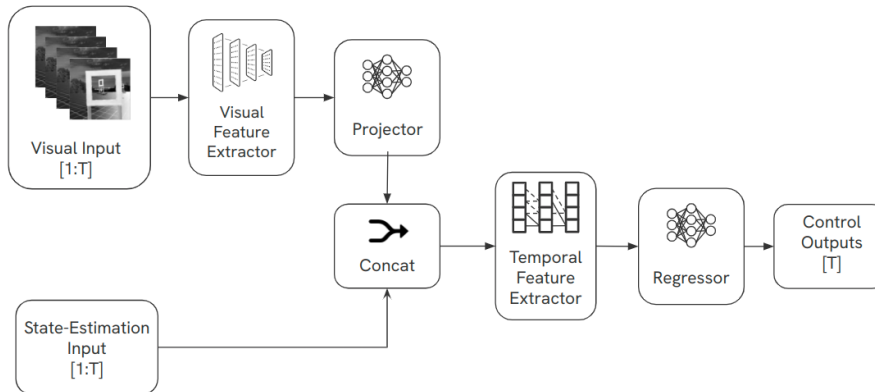 Visual Input
[1:T]
Visual
Feature
Extractor
Projector
Concat
State-Estimation
Input
[1:T]
Temporal
Feature
Extractor
Regressor
Control
Outputs
[T]